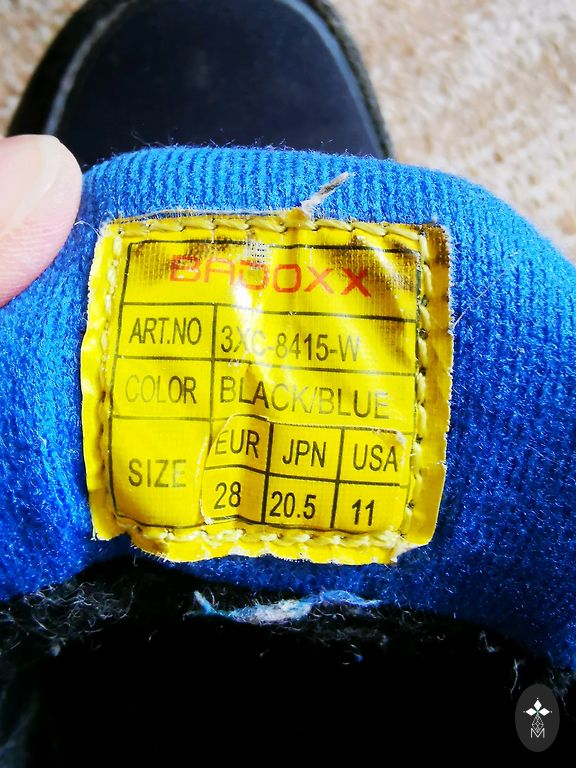 BADOXX
ART.NO 3XC-8415-W
COLOR BLACK/BLUE
SIZE EUR JPN USA
28 20.5 11
M